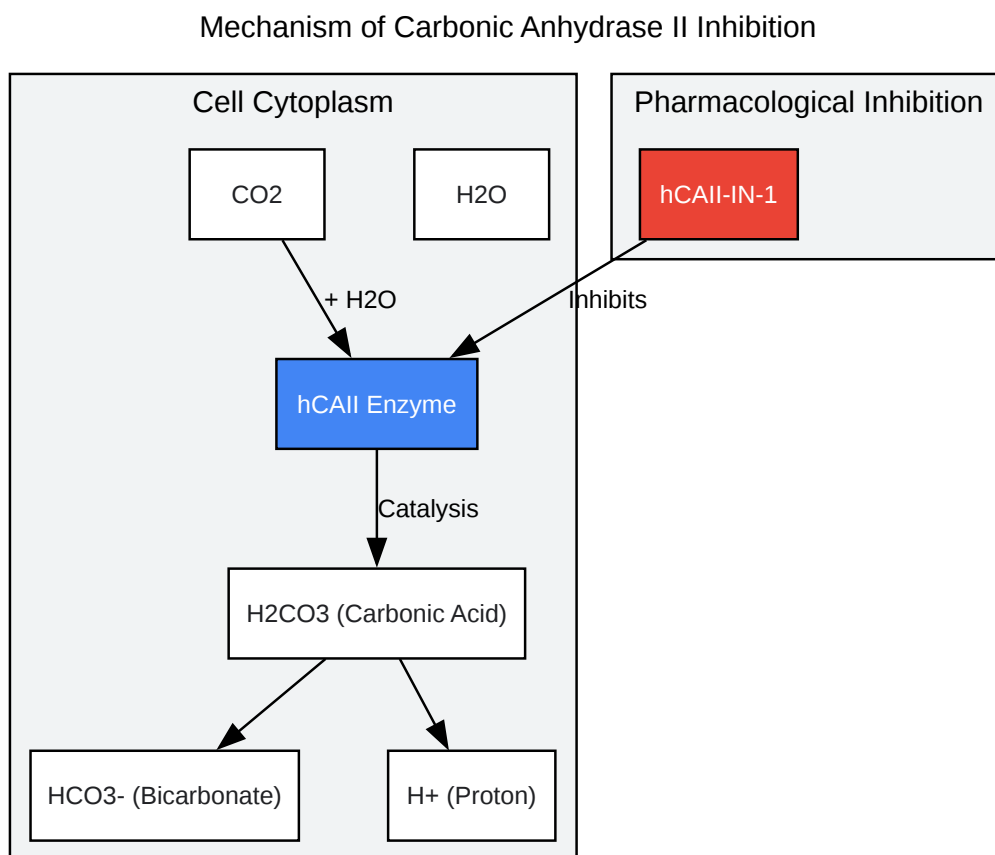 Mechanism of Carbonic Anhydrase II Inhibition
Cell Cytoplasm
Pharmacological Inhibition
CO2
H2O
hCAII-IN-1
+ H2O
Inhibits
hCAII Enzyme
Catalysis
H2CO3 (Carbonic Acid)
HCO3- (Bicarbonate)
H+ (Proton)